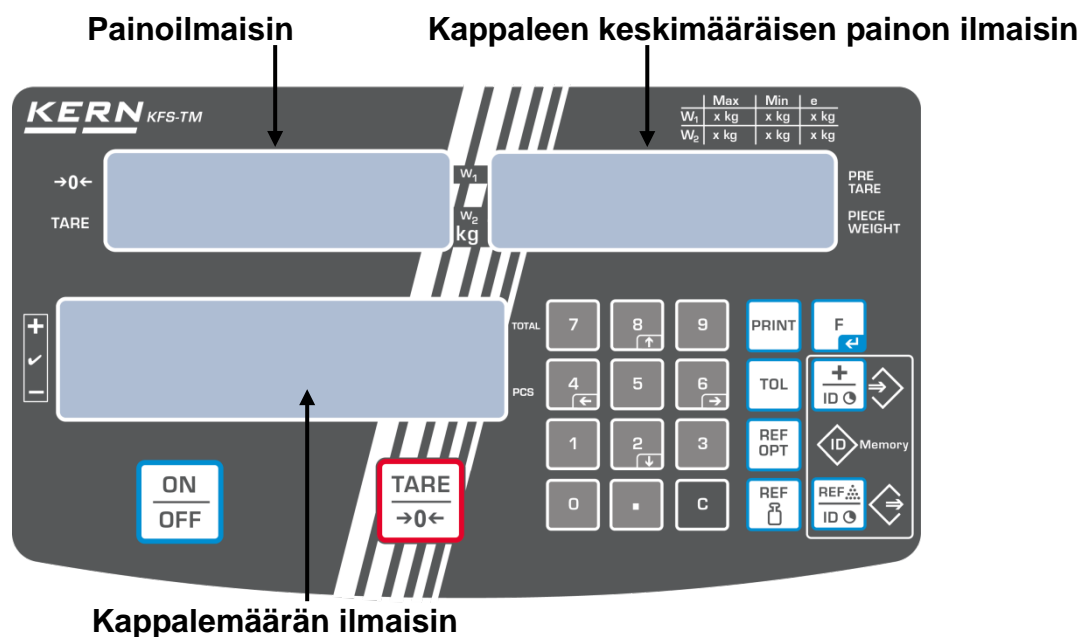 Painoilmaisin
Kappaleen keskimääräisen painon ilmaisin
KERN KFS-TM
Max Min e
W1 x kg x kg x kg
W2 x kg x kg x kg
→0←
TARE
W1
W2
kg
PRE
TARE
PIECE
WEIGHT
+
✓
−
TOTAL
PCS
7 8 ↑ 9 PRINT F ↵
4 ← 5 6 → TOL + ID
1 2 ↓ 3 REF OPT ID Memory
0 . C REF REF ID
ON
OFF
TARE
→0←
Kappalemäärän ilmaisin